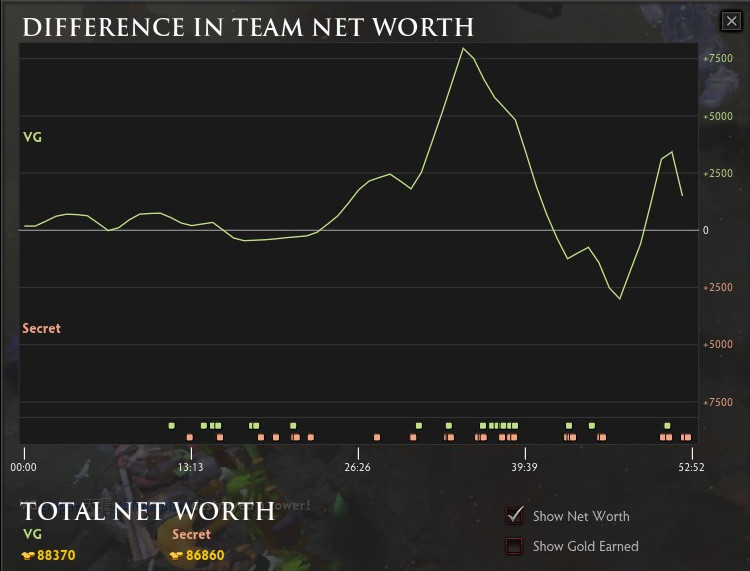 DIFFERENCE IN TEAM NET WORTH
+7500
+5000
VG
+2500
0
+2500
Secret
+5000
+7500
00:00 13:13 26:26 39:39 52:52
ower!
TOTAL NET WORTH
VG Secret
88370 86860
Show Net Worth
Show Gold Earned